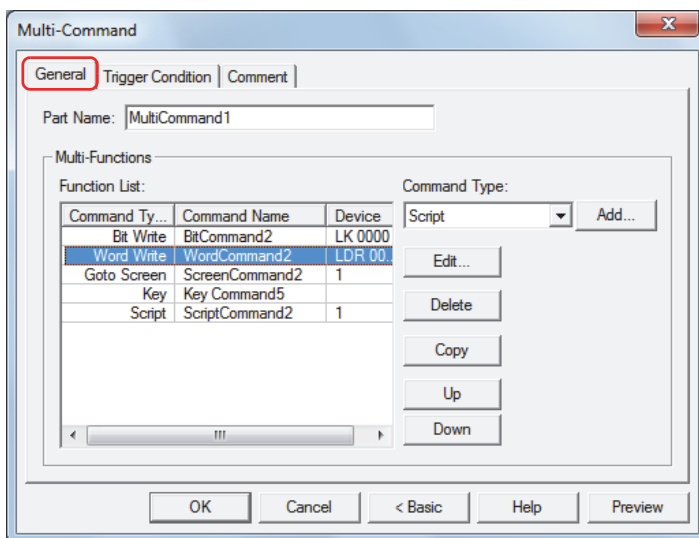 Multi-Command
General Trigger Condition Comment
Part Name: MultiCommand1
Multi-Functions
Function List: Command Type:
Command Ty... Command Name Device Script Add...
Bit Write BitCommand2 LK 0000
Word Write WordCommand2 LDR 00..
Goto Screen ScreenCommand2 1 Edit...
Key Key Command5
Script ScriptCommand2 1 Delete
Copy
Up
Down
OK Cancel < Basic Help Preview